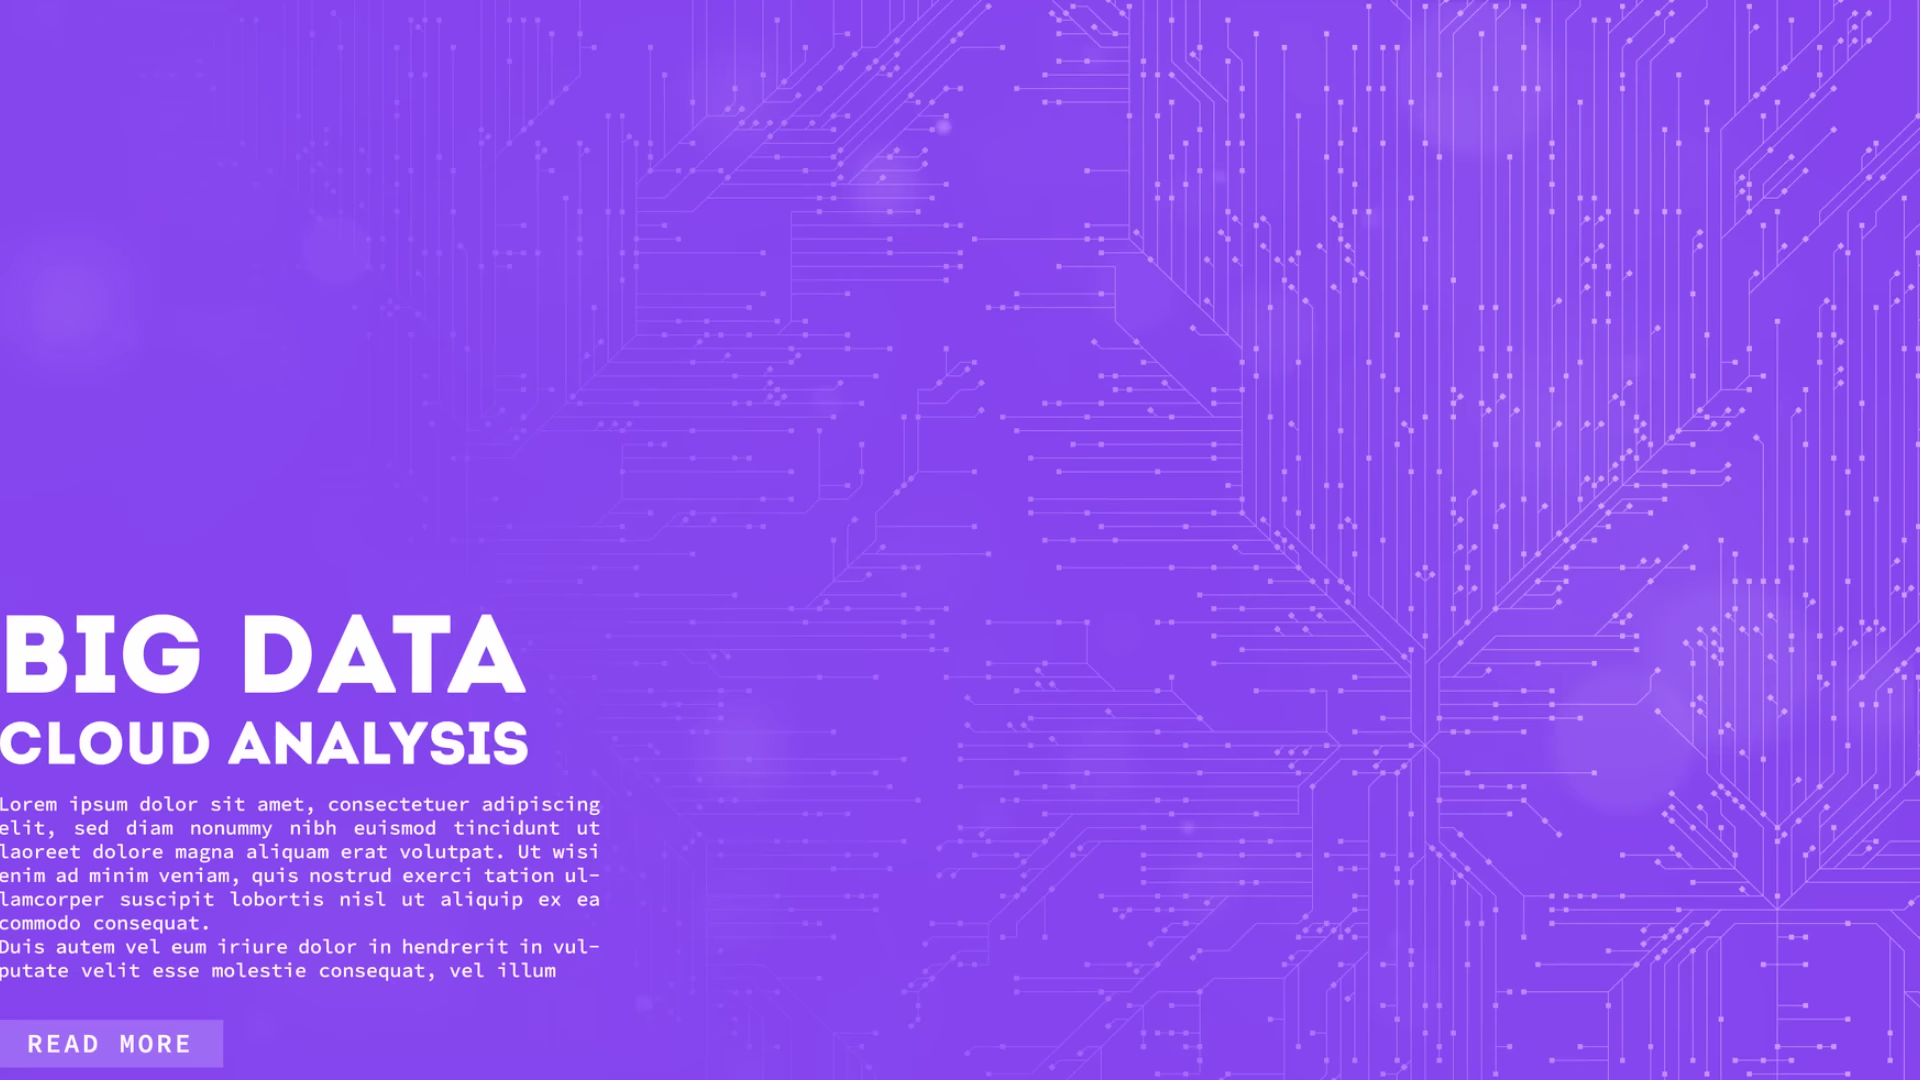 BIG DATA
CLOUD ANALYSIS
Lorem ipsum dolor sit amet, consectetuer adipiscing
elit, sed diam nonummy nibh euismod tincidunt ut
laoreet dolore magna aliquam erat volutpat. Ut wisi
enim ad minim veniam, quis nostrud exerci tation ul-
lamcorper suscipit lobortis nisl ut aliquip ex ea
commodo consequat.
Duis autem vel eum iriure dolor in hendrerit in vul-
putate velit esse molestie consequat, vel illum
READ MORE